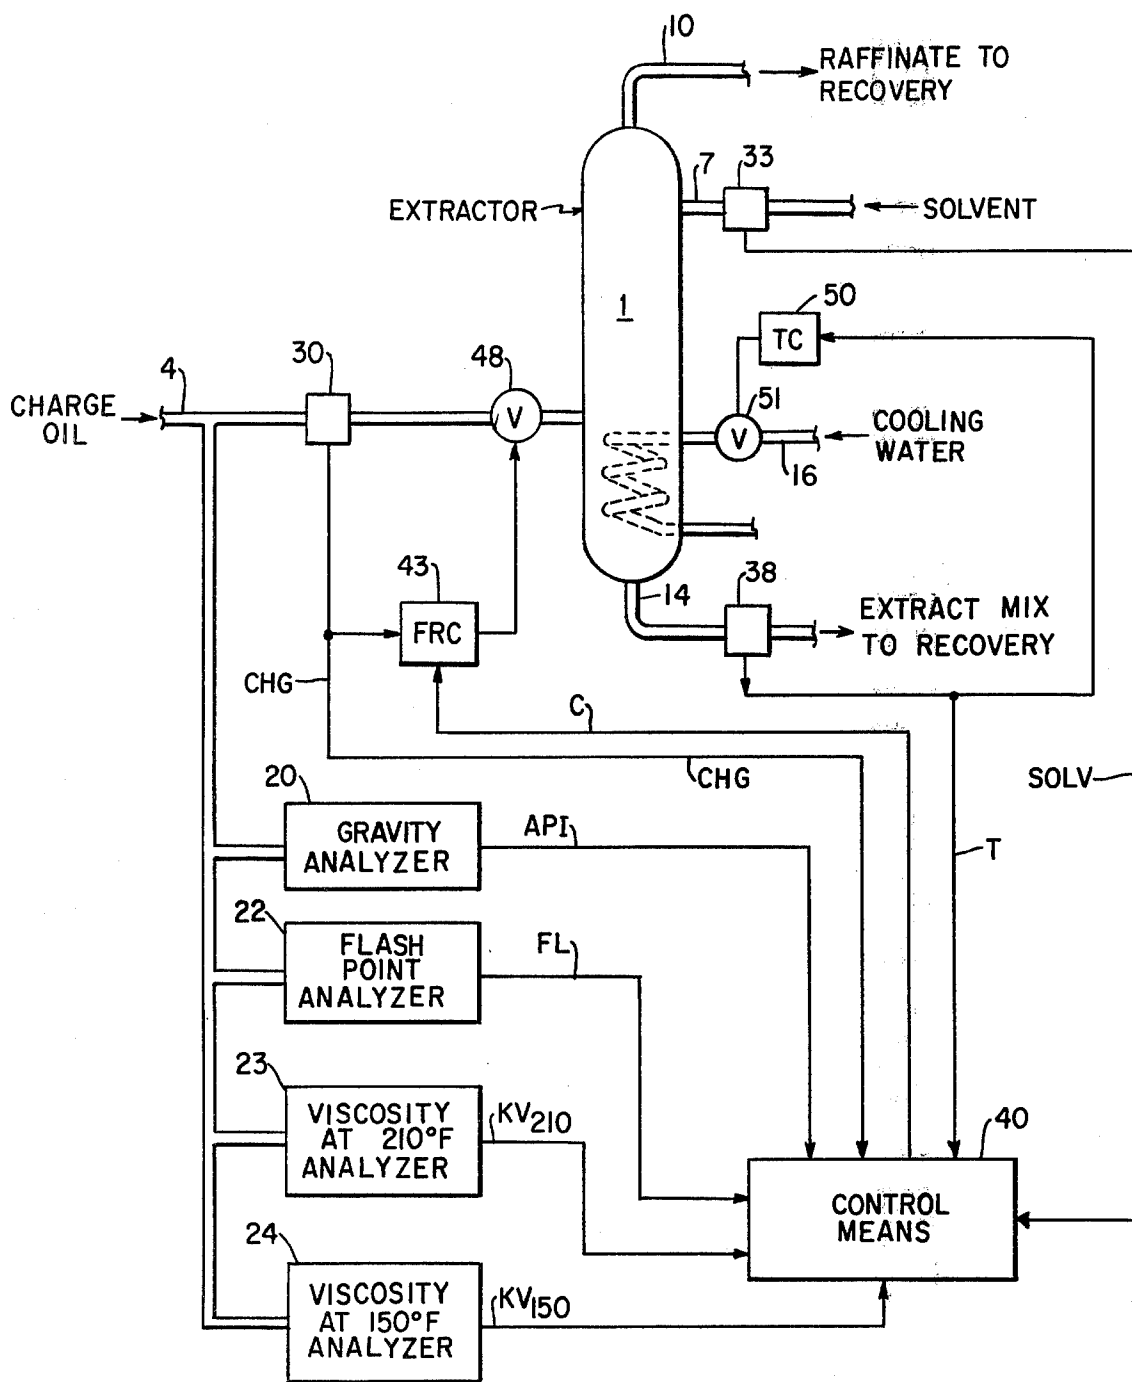 10
RAFFINATE TO
RECOVERY
7
33
EXTRACTOR
SOLVENT
1
50
TC
4
30
48
CHARGE
OIL
V
51
V
COOLING
WATER
16
43
FRC
38
14
EXTRACT MIX
TO RECOVERY
CHG
C
CHG
SOLV
20
GRAVITY
ANALYZER
API
T
22
FLASH
POINT
ANALYZER
FL
23
VISCOSITY
AT 210°F
ANALYZER
KV210
40
CONTROL
MEANS
24
VISCOSITY
AT 150°F
ANALYZER
KV150